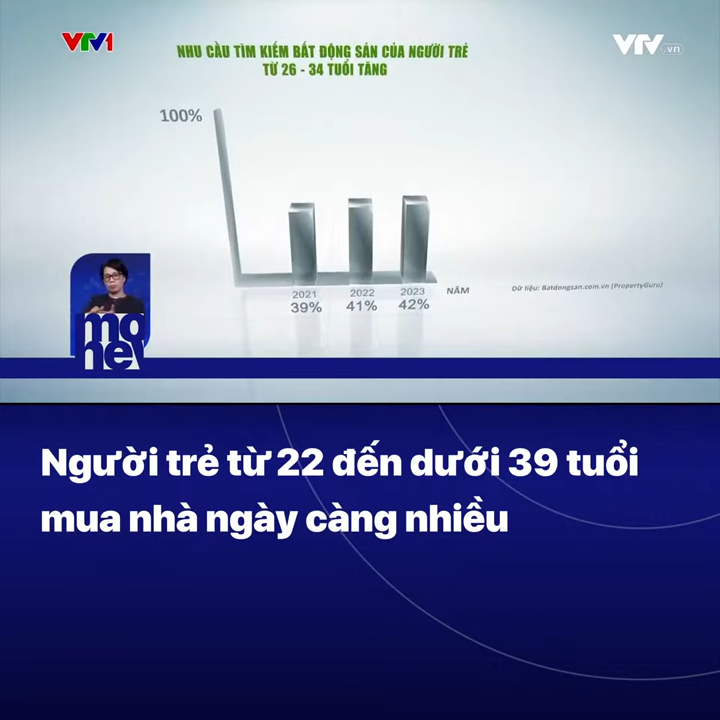 VTV1
VTV.vn
NHU CẦU TÌM KIẾM BẤT ĐỘNG SẢN CỦA NGƯỜI TRẺ
TỪ 26 - 34 TUỔI TĂNG
100%
2021 2022 2023 NĂM
39% 41% 42%
Dữ liệu: Batdongsan.com.vn (PropertyGuru)
mo
new
Người trẻ từ 22 đến dưới 39 tuổi
mua nhà ngày càng nhiều